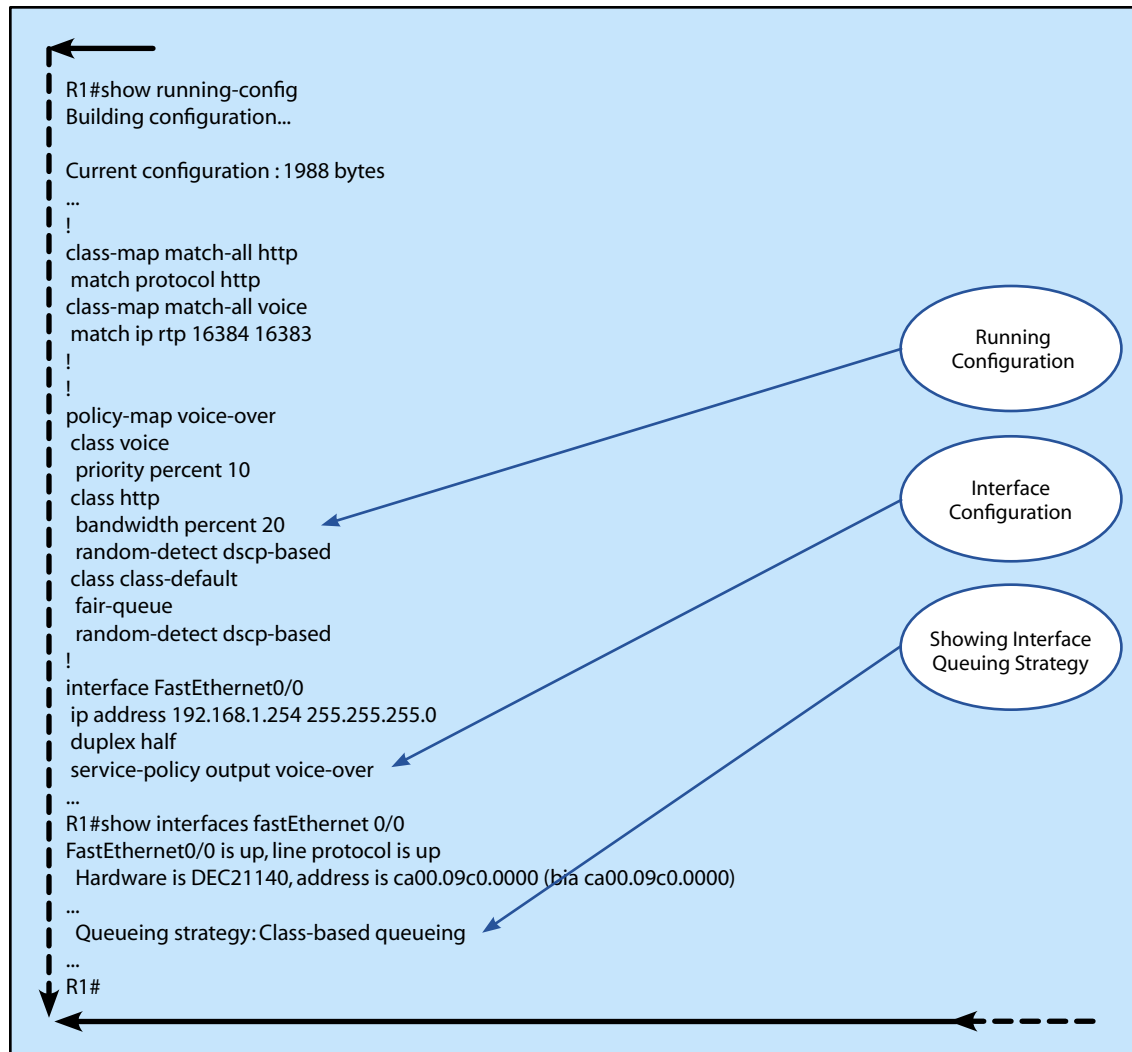 R1#show running-config
Building configuration...
Current configuration : 1988 bytes
...
!
class-map match-all http
match protocol http
class-map match-all voice
match ip rtp 16384 16383
!
!
policy-map voice-over
class voice
priority percent 10
class http
bandwidth percent 20
random-detect dscp-based
class class-default
fair-queue
random-detect dscp-based
!
interface FastEthernet0/0
ip address 192.168.1.254 255.255.255.0
duplex half
service-policy output voice-over
...
R1#show interfaces fastEthernet 0/0
FastEthernet0/0 is up, line protocol is up
Hardware is DEC21140, address is ca00.09c0.0000 (bia ca00.09c0.0000)
...
Queueing strategy: Class-based queueing
...
R1#
Running
Configuration
Interface
Configuration
Showing Interface
Queuing Strategy